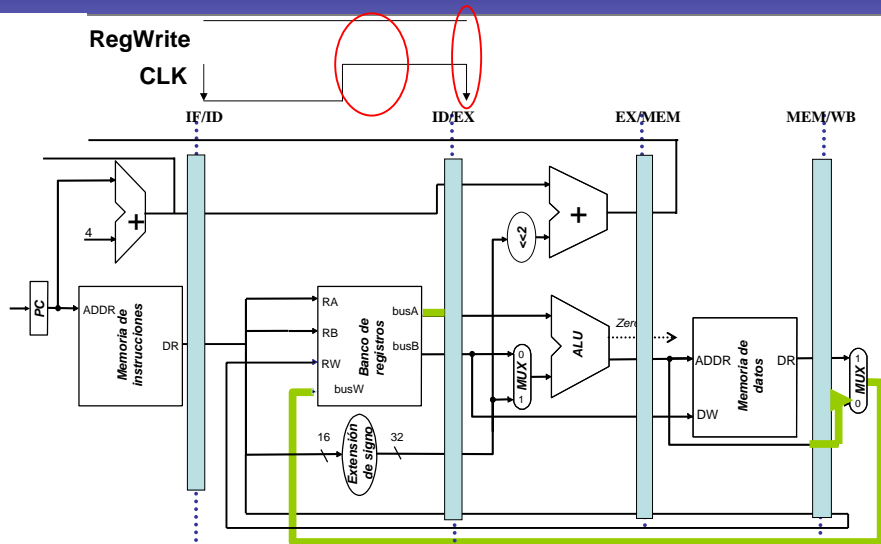 RegWrite
CLK
IF/ID
ID/EX
EX/MEM
MEM/WB
+
4
+
<<2
PC
ADDR
Memoria de
instrucciones
DR
RA
RB
RW
busW
Banco de
registros
busA
busB
0
MUX
1
ALU
Zero
ADDR
DW
Memoria de
datos
DR
1
MUX
0
16
Extensión
de signo
32